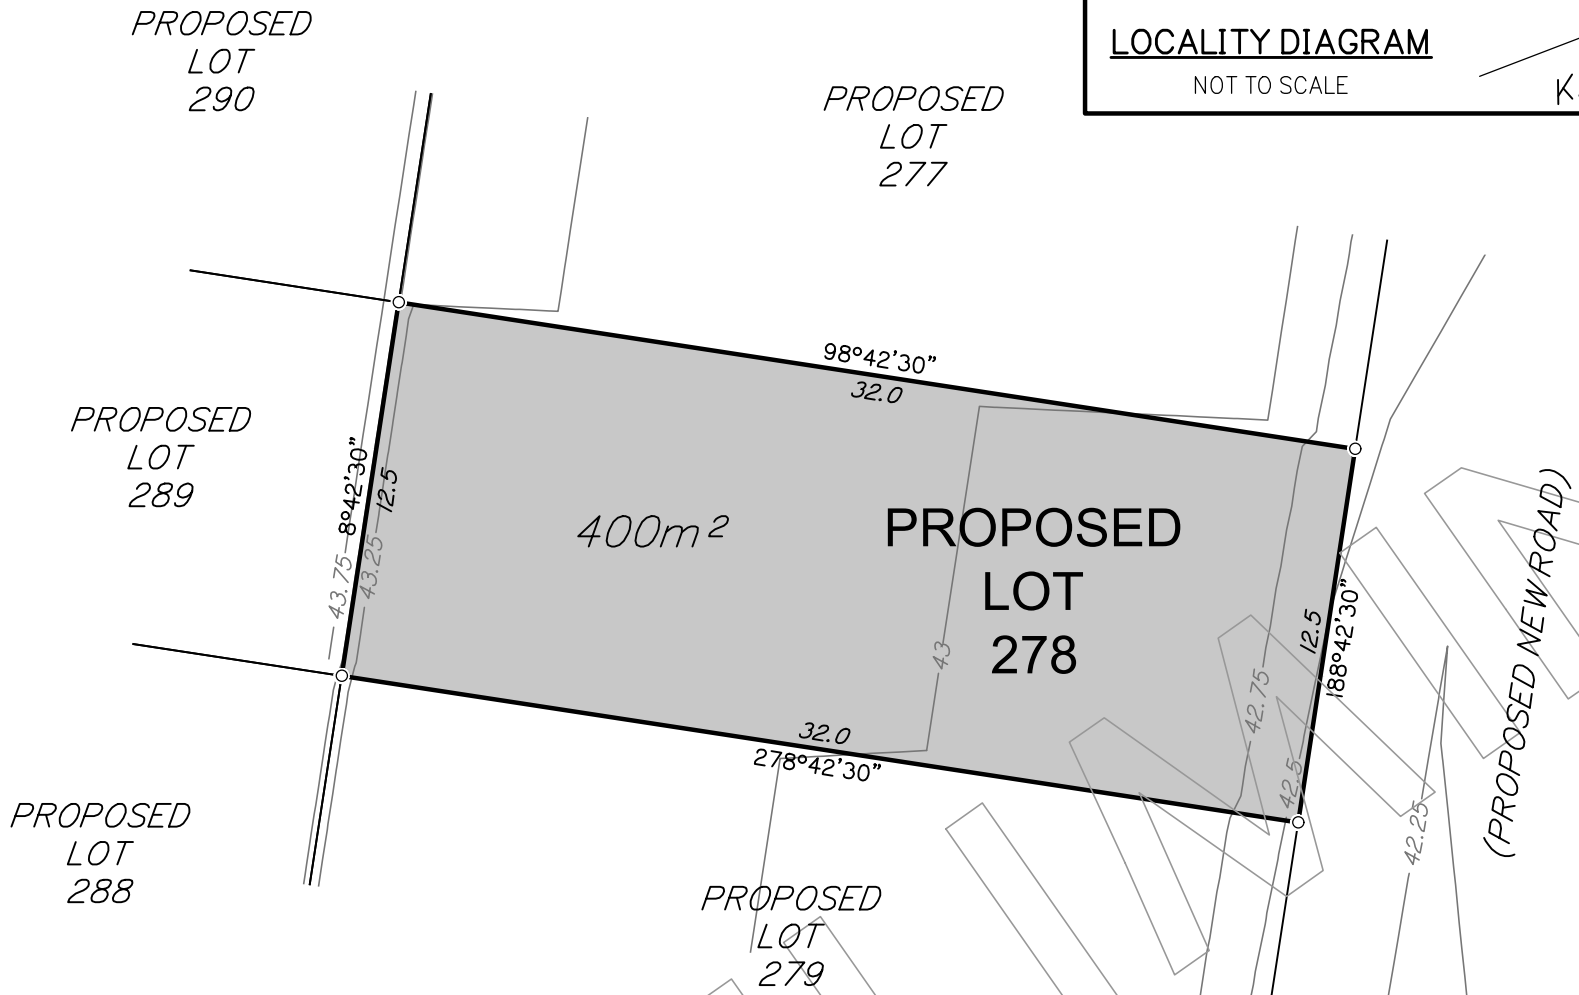 PROPOSED
LOT
290
LOCALITY DIAGRAM
NOT TO SCALE
PROPOSED
LOT
277
98°42'30"
32.0
PROPOSED
LOT
289
8°42'30"
12.5
43.75
43.25
400m²
PROPOSED
LOT
278
43
12.5
188°42'30"
(PROPOSED NEW ROAD)
42.75
42.5
42.25
32.0
278°42'30"
PROPOSED
LOT
288
PROPOSED
LOT
279